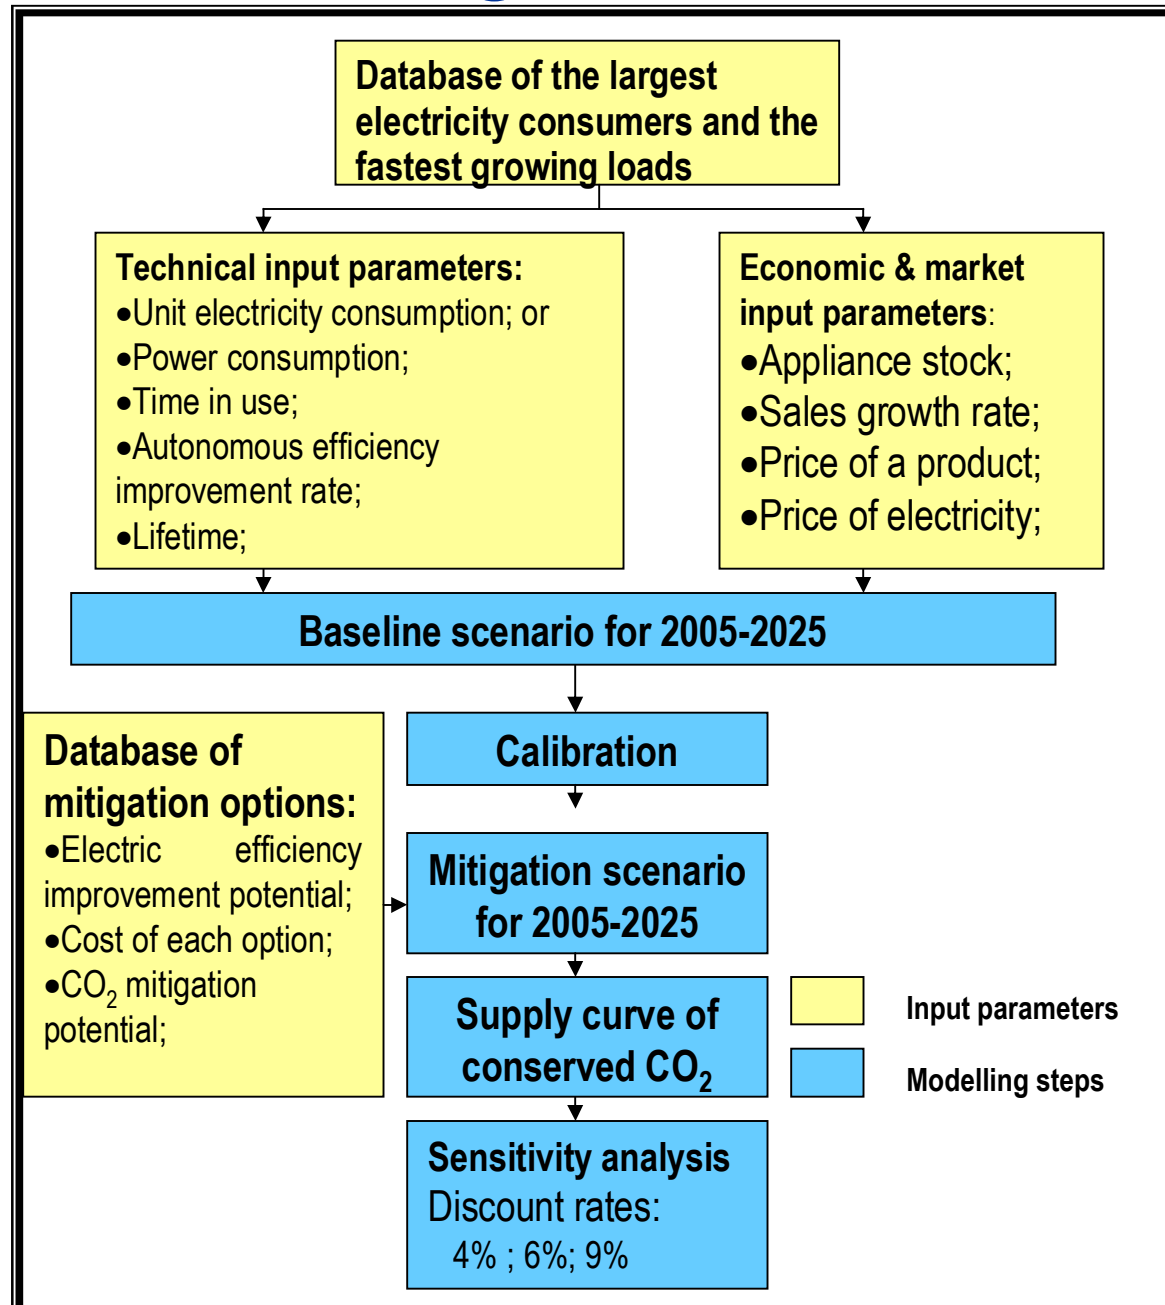 Database of the largest
electricity consumers and the
fastest growing loads
Technical input parameters:
•Unit electricity consumption; or
•Power consumption;
•Time in use;
•Autonomous efficiency
improvement rate;
•Lifetime;
Economic & market
input parameters:
•Appliance stock;
•Sales growth rate;
•Price of a product;
•Price of electricity;
Baseline scenario for 2005-2025
Calibration
Database of
mitigation options:
•Electric efficiency
improvement potential;
•Cost of each option;
•CO₂ mitigation
potential;
Mitigation scenario
for 2005-2025
Supply curve of
conserved CO₂
Input parameters
Modelling steps
Sensitivity analysis
Discount rates:
4% ; 6%; 9%